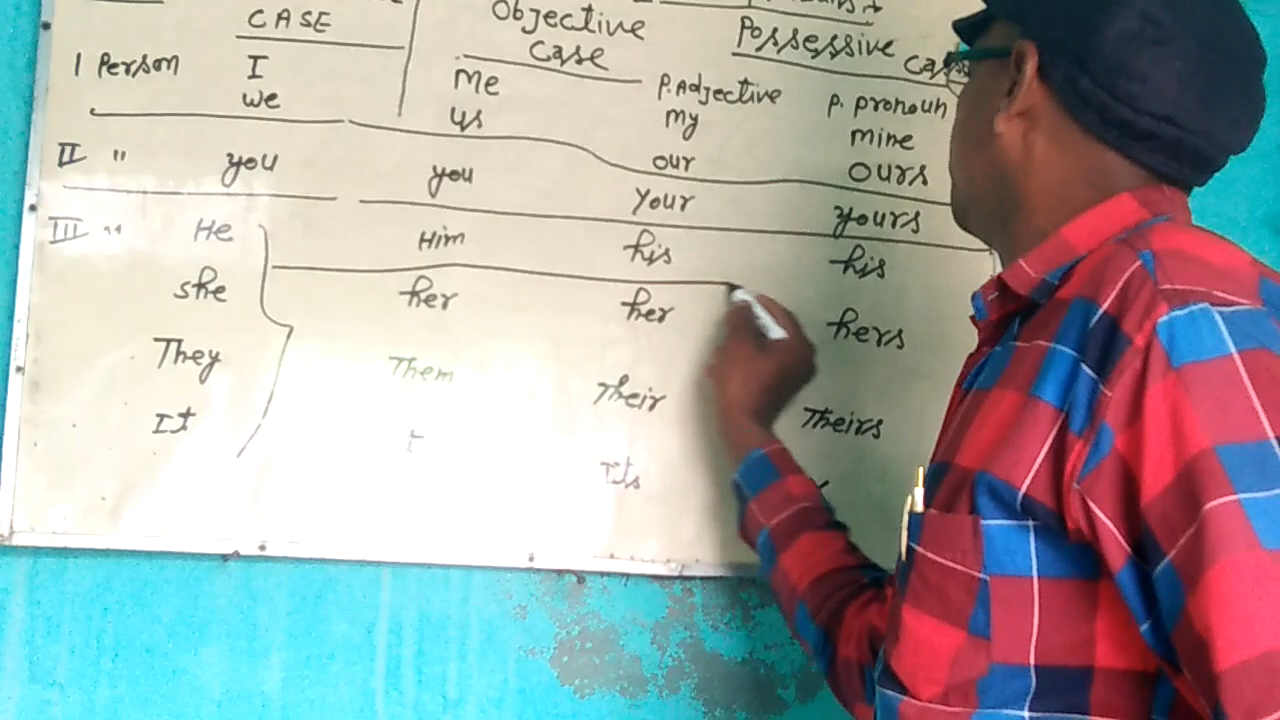 CASE Objective Case Possessive Case
P. Adjective P. pronoun
1 Person I Me my mine
we us our ours
II " you you your yours
III " He Him his his
she her her hers
They Them Their Theirs
It Its